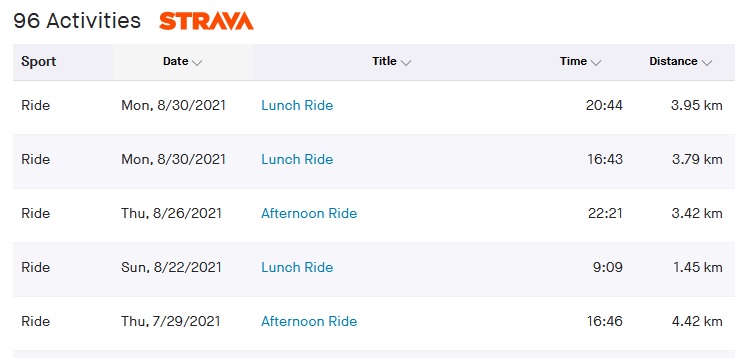 96 Activities STRAVA
Sport Date Title Time Distance
Ride Mon, 8/30/2021 Lunch Ride 20:44 3.95 km
Ride Mon, 8/30/2021 Lunch Ride 16:43 3.79 km
Ride Thu, 8/26/2021 Afternoon Ride 22:21 3.42 km
Ride Sun, 8/22/2021 Lunch Ride 9:09 1.45 km
Ride Thu, 7/29/2021 Afternoon Ride 16:46 4.42 km